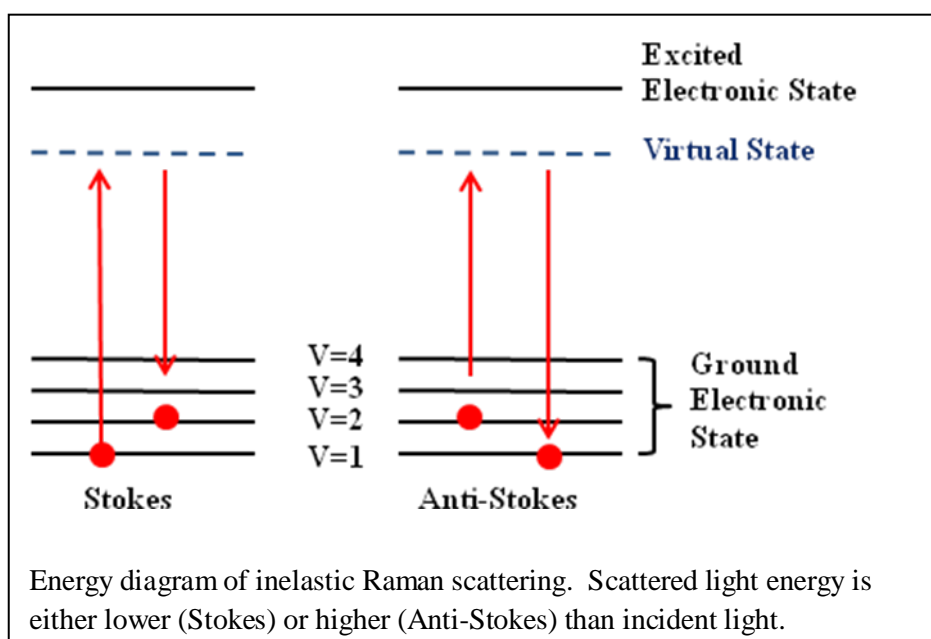 Excited
Electronic State
Virtual State
V=4
V=3
V=2
V=1
Ground
Electronic
State
Stokes
Anti-Stokes
Energy diagram of inelastic Raman scattering.  Scattered light energy is
either lower (Stokes) or higher (Anti-Stokes) than incident light.